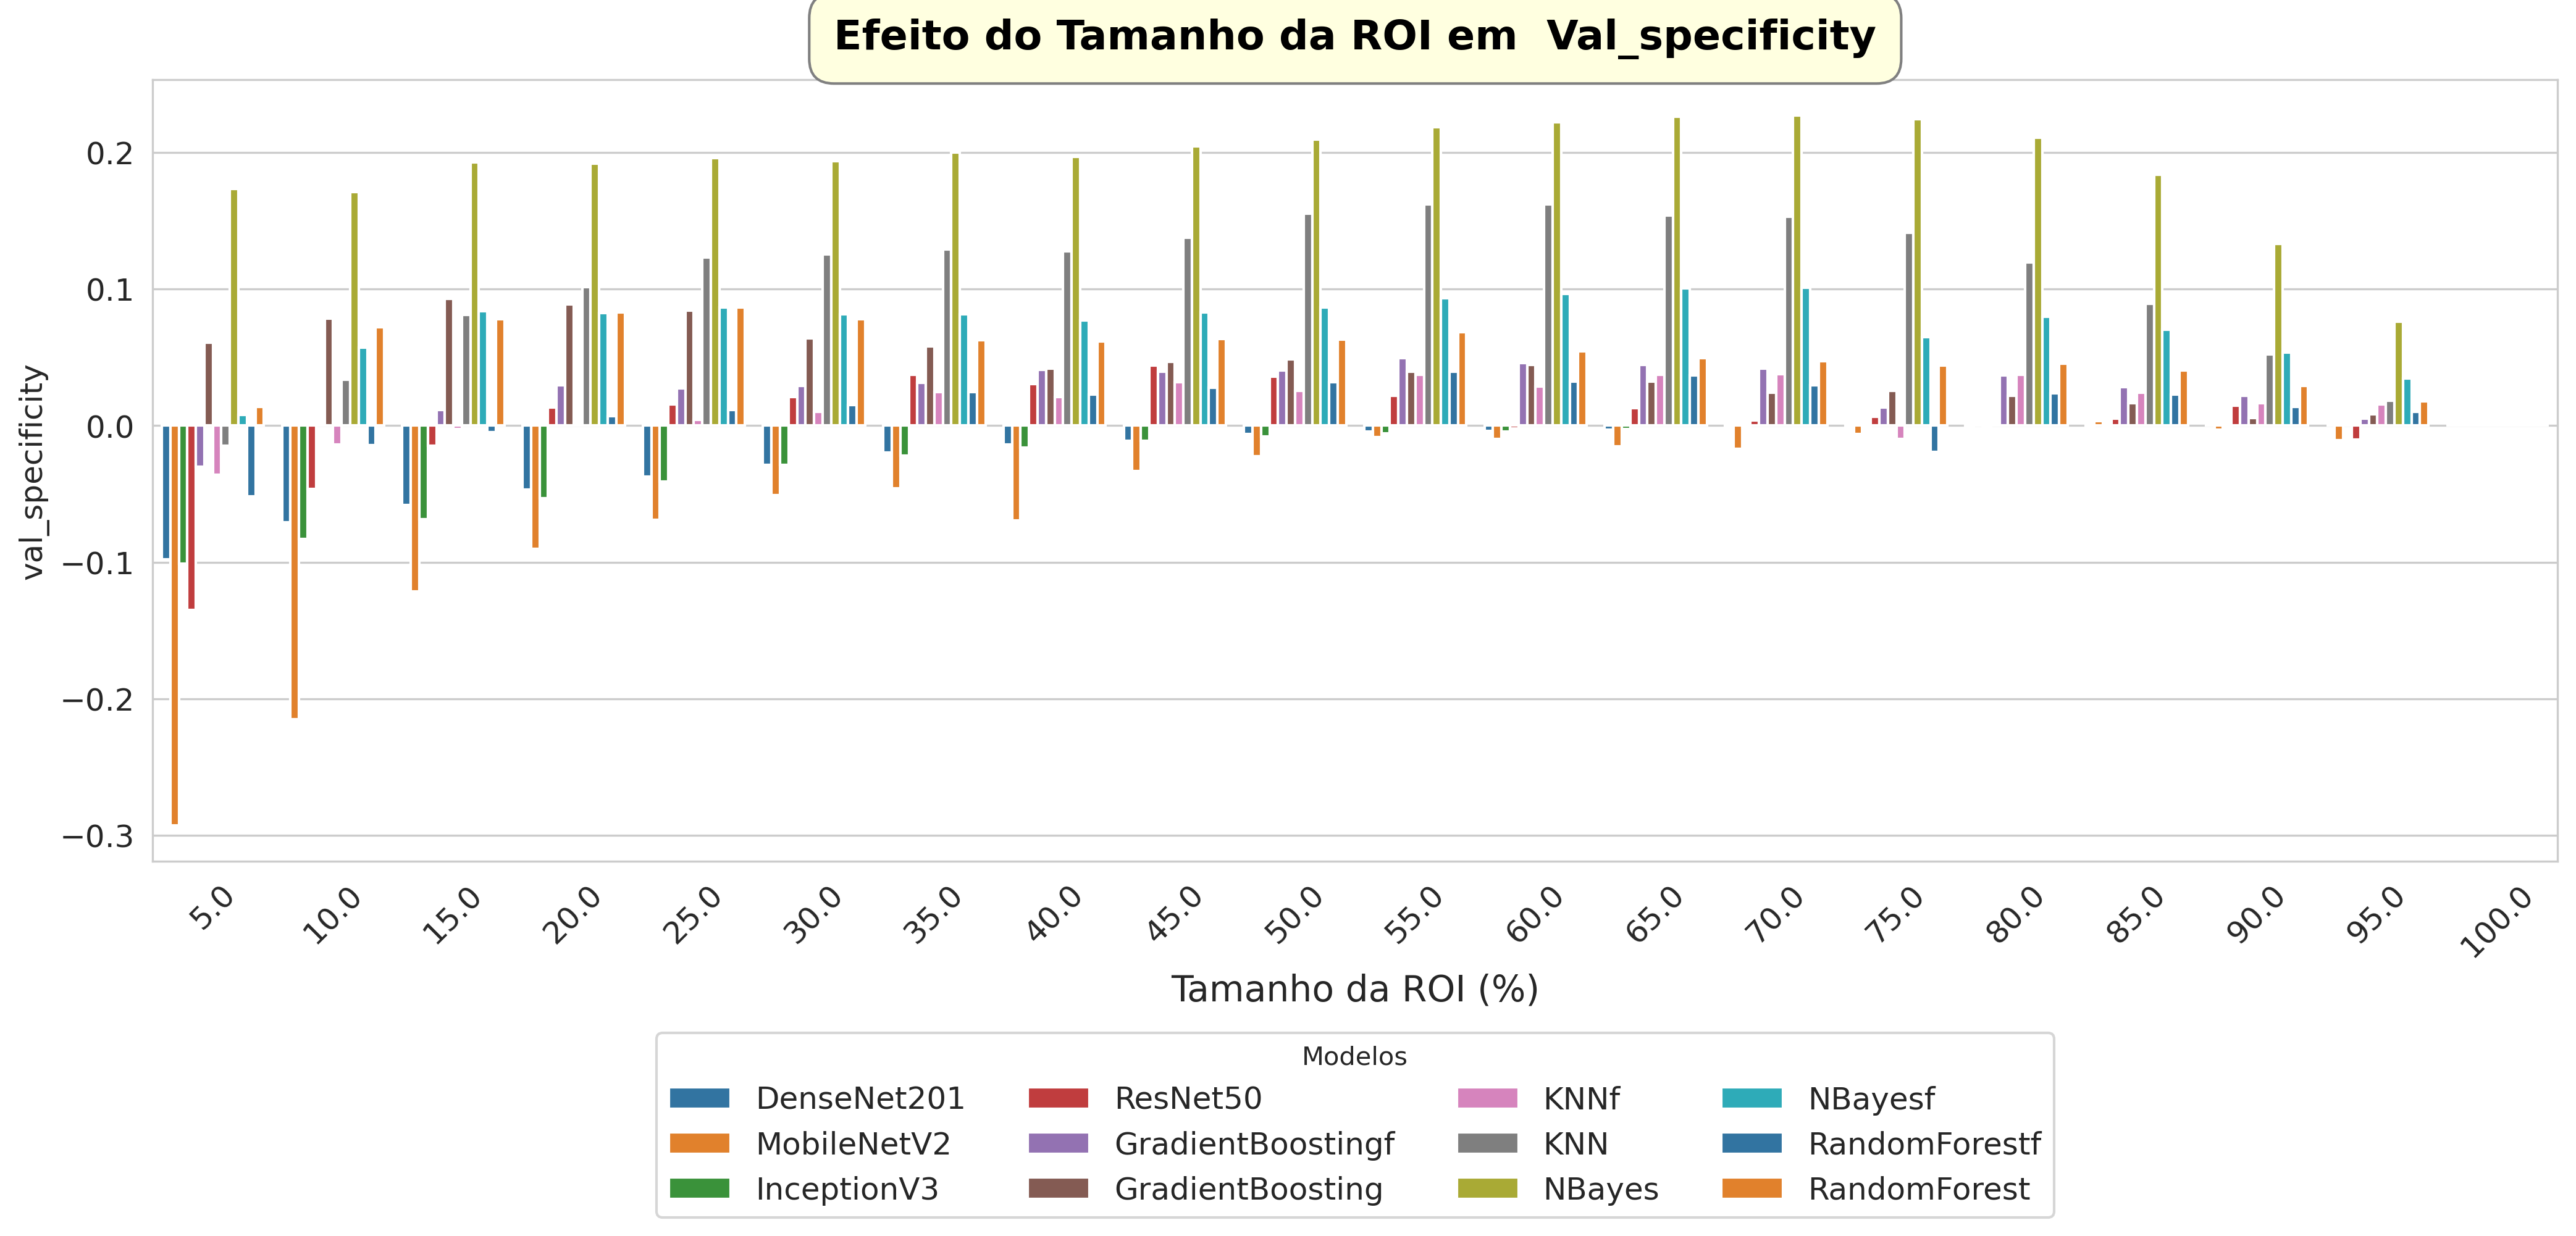 Efeito do Tamanho da ROI em  Val_specificity
val_specificity
0.2
0.1
0.0
−0.1
−0.2
−0.3
5.0 10.0 15.0 20.0 25.0 30.0 35.0 40.0 45.0 50.0 55.0 60.0 65.0 70.0 75.0 80.0 85.0 90.0 95.0 100.0
Tamanho da ROI (%)
Modelos
DenseNet201 ResNet50 KNNf NBayesf
MobileNetV2 GradientBoostingf KNN RandomForestf
InceptionV3 GradientBoosting NBayes RandomForest